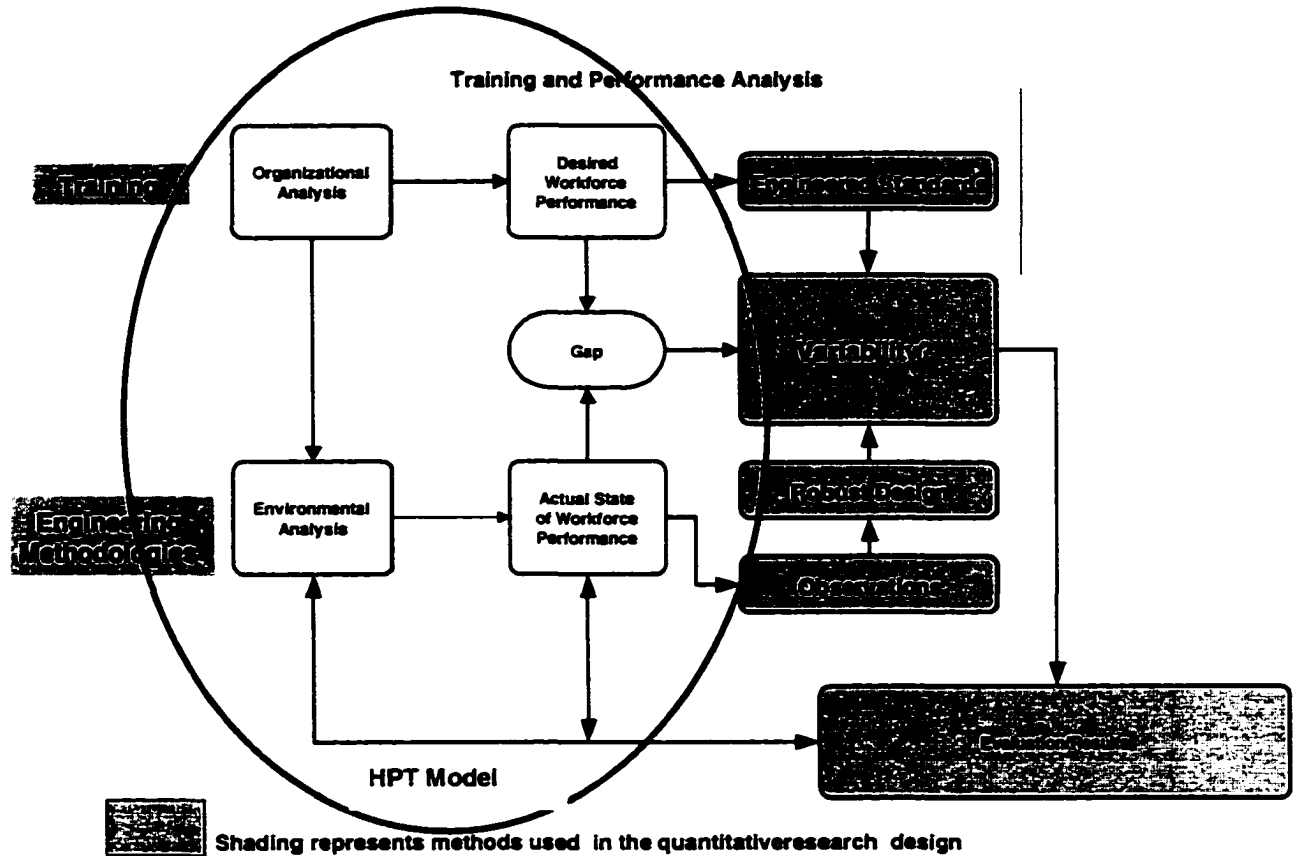 Training and Performance Analysis
Training
Organizational
Analysis
Desired
Workforce
Performance
Engineered Standards
Gap
Variability
Engineering
Methodologies
Environmental
Analysis
Actual State
of Workforce
Performance
Robust Design
Observations
Evaluation
HPT Model
Shading represents methods used in the quantitativeresearch design